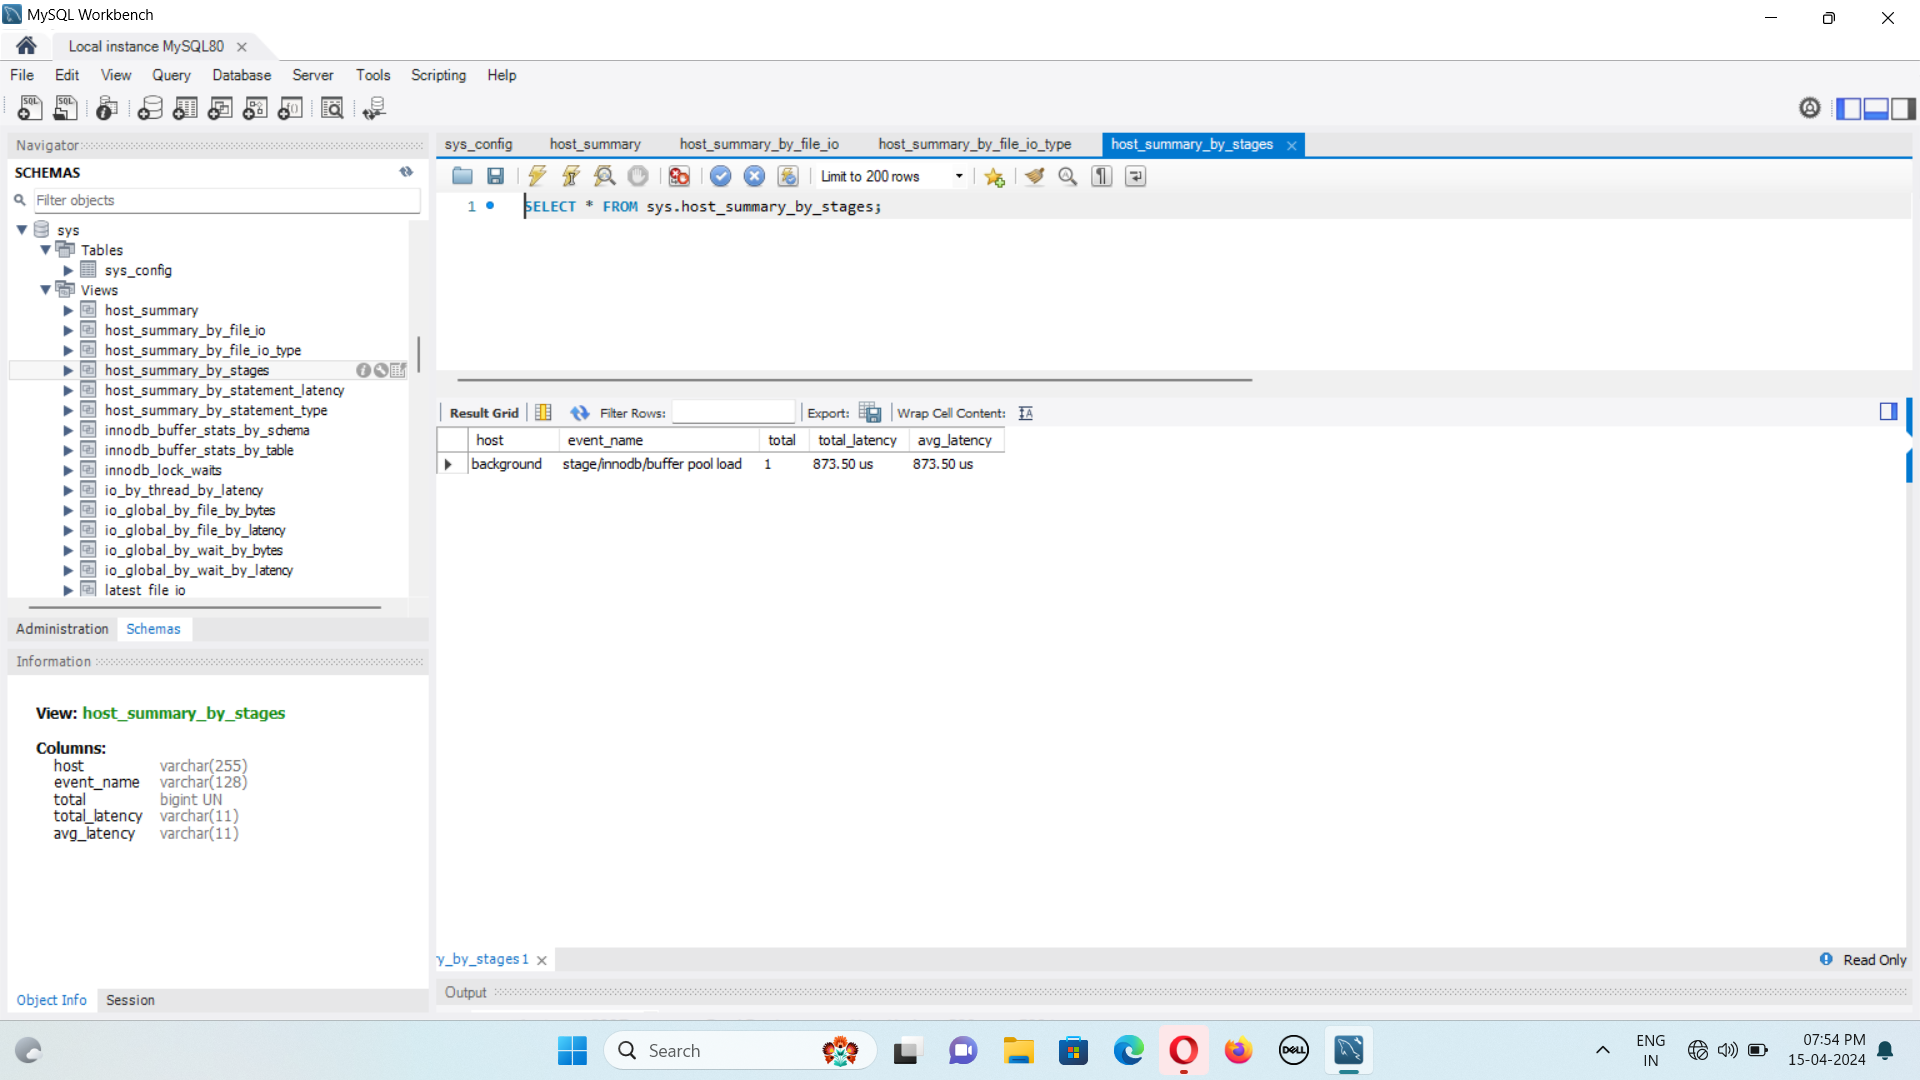 MySQL Workbench
Local instance MySQL80
File Edit View Query Database Server Tools Scripting Help
Navigator
SCHEMAS
Filter objects
sys
Tables
sys_config
Views
host_summary
host_summary_by_file_io
host_summary_by_file_io_type
host_summary_by_stages
host_summary_by_statement_latency
host_summary_by_statement_type
innodb_buffer_stats_by_schema
innodb_buffer_stats_by_table
innodb_lock_waits
io_by_thread_by_latency
io_global_by_file_by_bytes
io_global_by_file_by_latency
io_global_by_wait_by_bytes
io_global_by_wait_by_latency
latest_file_io
Administration Schemas
Information
View: host_summary_by_stages
Columns:
host varchar(255)
event_name varchar(128)
total bigint UN
total_latency varchar(11)
avg_latency varchar(11)
Object Info Session
sys_config host_summary host_summary_by_file_io host_summary_by_file_io_type host_summary_by_stages
Limit to 200 rows
1 SELECT * FROM sys.host_summary_by_stages;
Result Grid Filter Rows: Export: Wrap Cell Content:
host event_name total total_latency avg_latency
background stage/innodb/buffer pool load 1 873.50 us 873.50 us
y_by_stages 1
Read Only
Output
Search
DELL
ENG
IN
07:54 PM
15-04-2024